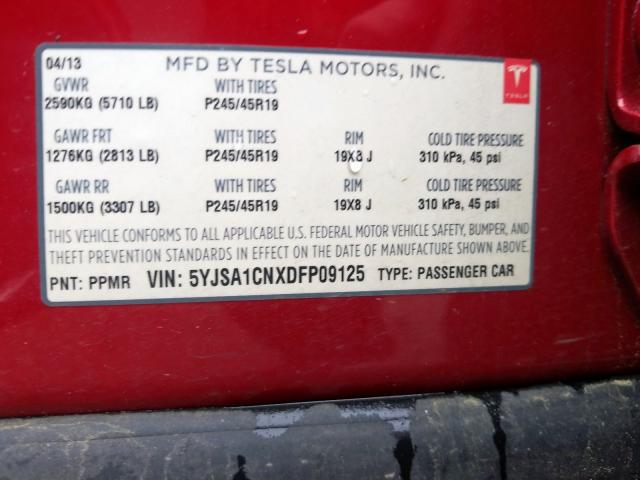 04/13 MFD BY TESLA MOTORS, INC.
GVWR WITH TIRES
2590KG (5710 LB) P245/45R19
TESLA
GAWR FRT WITH TIRES RIM COLD TIRE PRESSURE
1276KG (2813 LB) P245/45R19 19X8 J 310 kPa, 45 psi
GAWR RR WITH TIRES RIM COLD TIRE PRESSURE
1500KG (3307 LB) P245/45R19 19X8 J 310 kPa, 45 psi
THIS VEHICLE CONFORMS TO ALL APPLICABLE U.S. FEDERAL MOTOR VEHICLE SAFETY, BUMPER, AND
THEFT PREVENTION STANDARDS IN EFFECT ON THE DATE OF MANUFACTURE SHOWN ABOVE.
PNT: PPMR VIN: 5YJSA1CNXDFP09125 TYPE: PASSENGER CAR